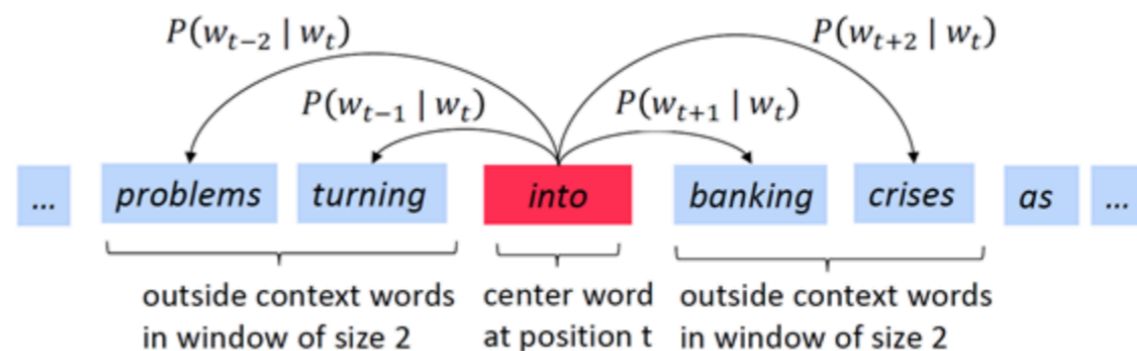 P(w_{t−2} | w_t)
P(w_{t+2} | w_t)
P(w_{t−1} | w_t)
P(w_{t+1} | w_t)
... problems turning into banking crises as ...
outside context words center word outside context words
in window of size 2 at position t in window of size 2